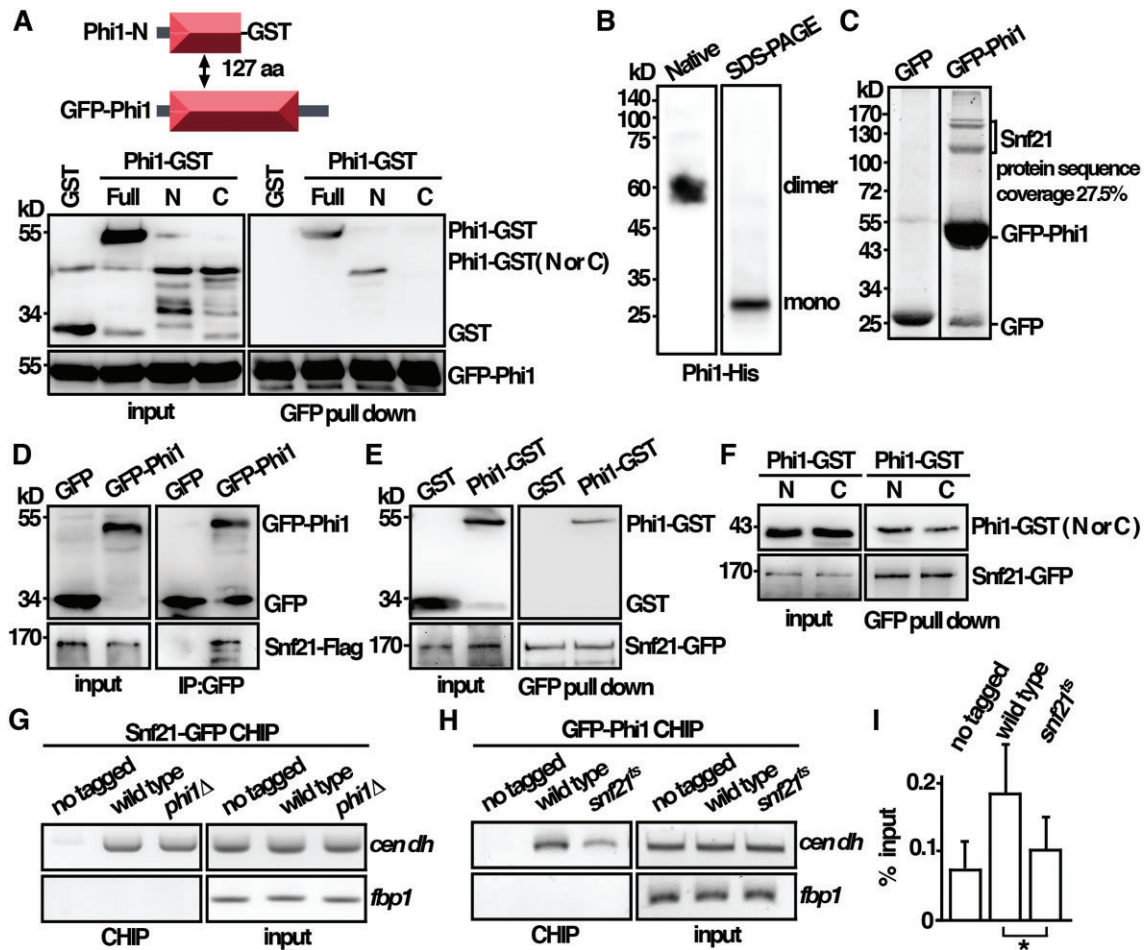 A
Phi1-N
-GST
127 aa
GFP-Phi1
Phi1-GST
Phi1-GST
GST
Full
N
C
GST
Full
N
C
kD
55
34
55
Phi1-GST
Phi1-GST( N or C)
GST
GFP-Phi1
input
GFP pull down
B
kD
Native
SDS-PAGE
140
100
75
60
45
35
25
dimer
mono
Phi1-His
C
kD
GFP
GFP-Phi1
170
130
100
72
55
43
34
25
Snf21
protein sequence
coverage 27.5%
GFP-Phi1
GFP
D
kD
GFP
GFP-Phi1
GFP
GFP-Phi1
55
34
170
GFP-Phi1
GFP
Snf21-Flag
input
IP:GFP
E
kD
GST
Phi1-GST
GST
Phi1-GST
55
34
170
Phi1-GST
GST
Snf21-GFP
input
GFP pull down
F
Phi1-GST
Phi1-GST
N
C
N
C
43
170
Phi1-GST ( N or C )
Snf21-GFP
input
GFP pull down
G
Snf21-GFP CHIP
no tagged
wild type
phi1Δ
no tagged
wild type
phi1Δ
cen dh
fbp1
CHIP
input
H
GFP-Phi1 CHIP
no tagged
wild type
snf21ts
no tagged
wild type
snf21ts
cen dh
fbp1
CHIP
input
I
no tagged
wild type
snf21ts
% input
0.2
0.1
0
*